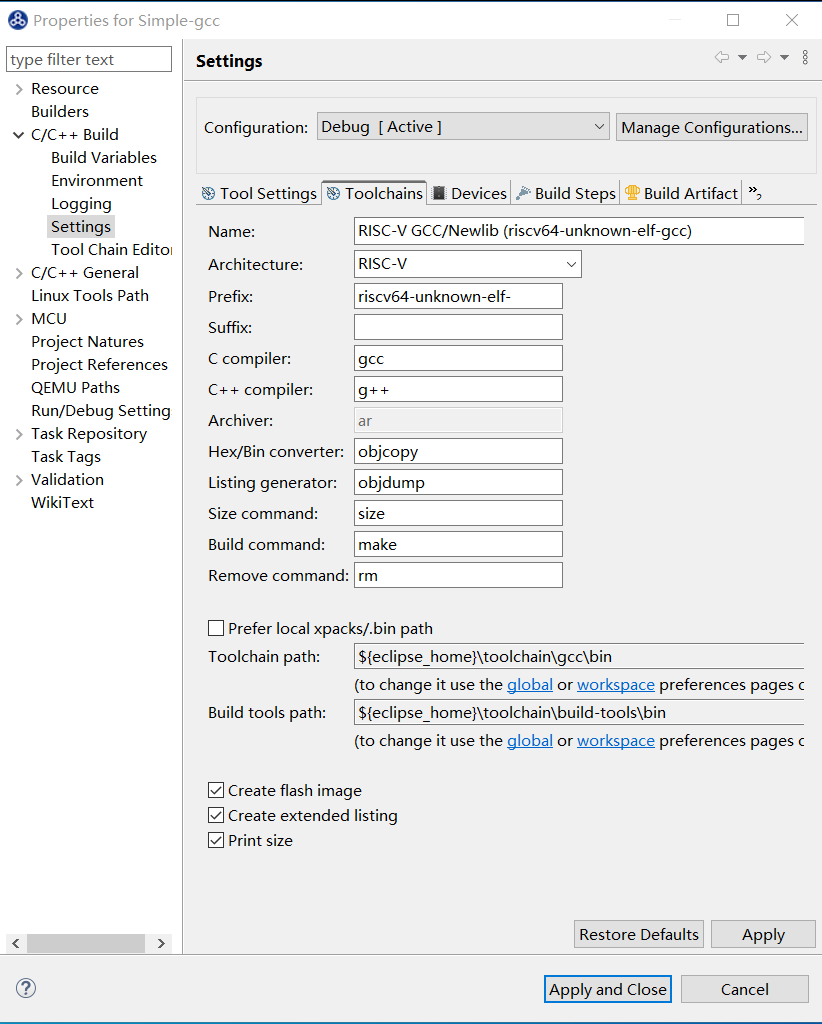 Properties for Simple-gcc
type filter text
Resource
Builders
C/C++ Build
Build Variables
Environment
Logging
Settings
Tool Chain Editor
C/C++ General
Linux Tools Path
MCU
Project Natures
Project References
QEMU Paths
Run/Debug Setting
Task Repository
Task Tags
Validation
WikiText
Settings
Configuration: Debug [ Active ] Manage Configurations...
Tool Settings Toolchains Devices Build Steps Build Artifact »2
Name: RISC-V GCC/Newlib (riscv64-unknown-elf-gcc)
Architecture: RISC-V
Prefix: riscv64-unknown-elf-
Suffix:
C compiler: gcc
C++ compiler: g++
Archiver: ar
Hex/Bin converter: objcopy
Listing generator: objdump
Size command: size
Build command: make
Remove command: rm
Prefer local xpacks/.bin path
Toolchain path: ${eclipse_home}\toolchain\gcc\bin
(to change it use the global or workspace preferences pages o
Build tools path: ${eclipse_home}\toolchain\build-tools\bin
(to change it use the global or workspace preferences pages o
Create flash image
Create extended listing
Print size
Restore Defaults Apply
? Apply and Close Cancel